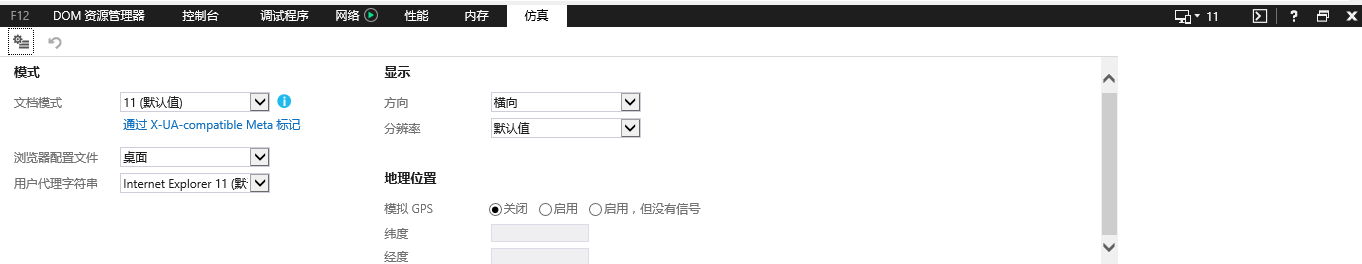 F12 DOM 资源管理器 控制台 调试程序 网络 性能 内存 仿真 11 ?
模式
文档模式 11 (默认值)
通过 X-UA-compatible Meta 标记
浏览器配置文件 桌面
用户代理字符串 Internet Explorer 11 (默
显示
方向 横向
分辨率 默认值
地理位置
模拟 GPS 关闭 启用 启用，但没有信号
纬度
经度